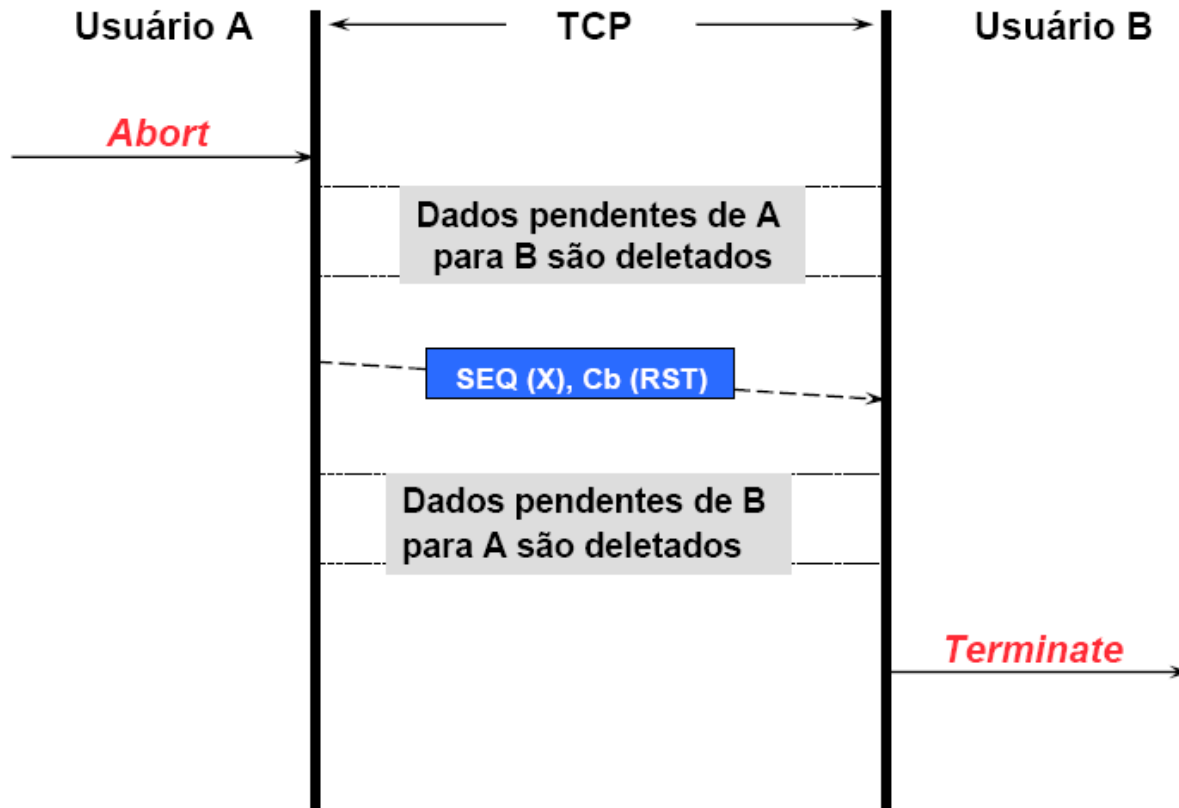 Usuário A
TCP
Usuário B
Abort
Dados pendentes de A
para B são deletados
SEQ (X), Cb (RST)
Dados pendentes de B
para A são deletados
Terminate